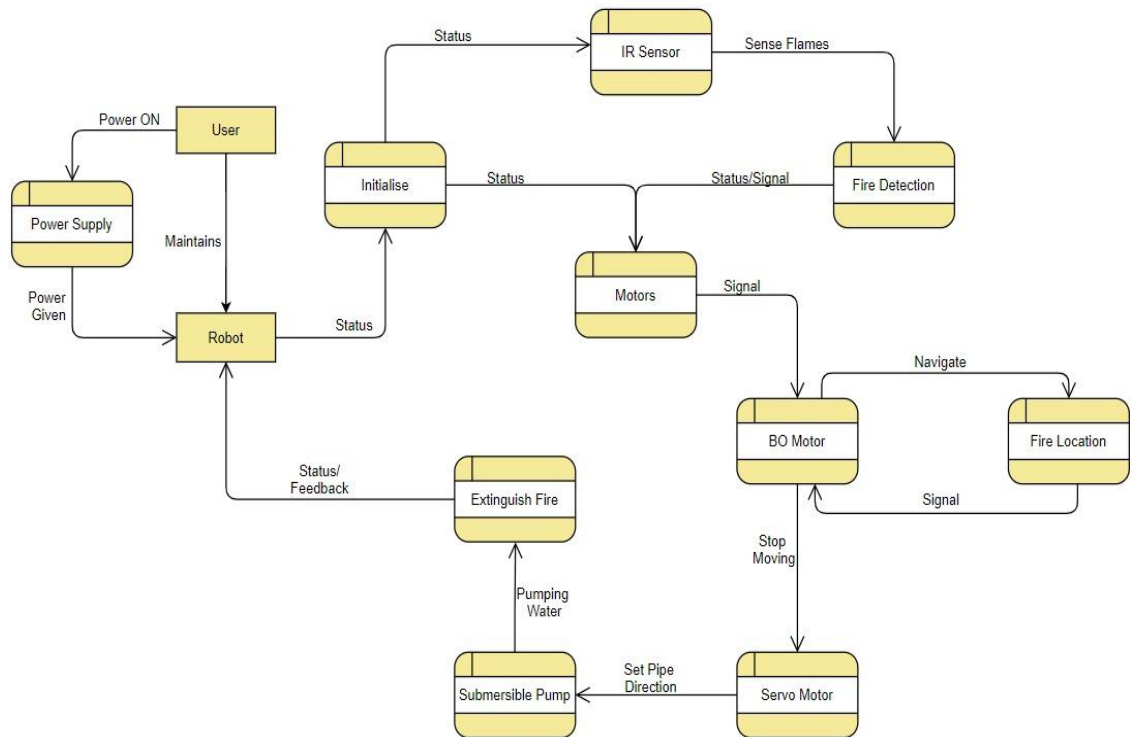 Status
IR Sensor
Sense Flames
Power ON
User
Initialise
Status
Status/Signal
Fire Detection
Power Supply
Maintains
Motors
Signal
Power
Given
Robot
Status
Navigate
BO Motor
Fire Location
Status/
Feedback
Extinguish Fire
Signal
Stop
Moving
Pumping
Water
Set Pipe
Direction
Submersible Pump
Servo Motor